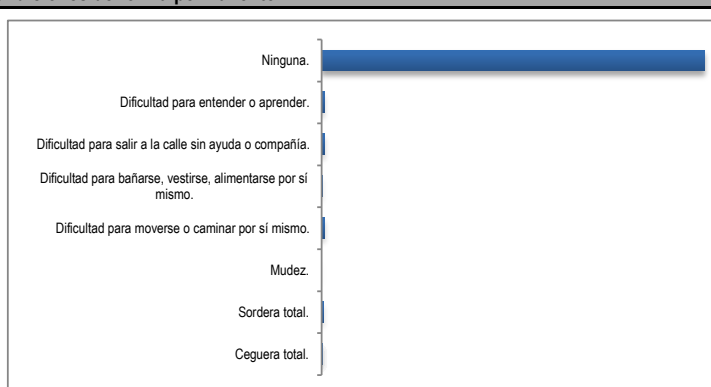 Ninguna.
Dificultad para entender o aprender.
Dificultad para salir a la calle sin ayuda o compañía.
Dificultad para bañarse, vestirse, alimentarse por sí
mismo.
Dificultad para moverse o caminar por sí mismo.
Mudez.
Sordera total.
Ceguera total.